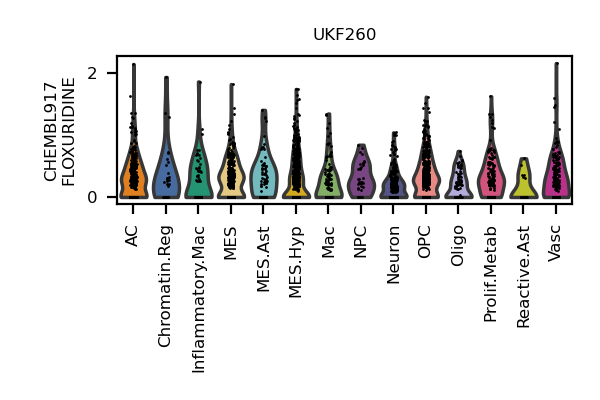 UKF260
CHEMBL917
FLOXURIDINE
2
0
AC
Chromatin.Reg
Inflammatory.Mac
MES
MES.Ast
MES.Hyp
Mac
NPC
Neuron
OPC
Oligo
Prolif.Metab
Reactive.Ast
Vasc